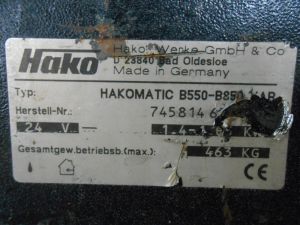 Hako
Hako Werke GmbH & Co
D 23840 Bad Oldesloe
Made in Germany
Typ: HAKOMATIC B550-B850
Herstell-Nr.: 745814
24 V
Gesamtgew.betriebsb.(max.): 463 KG
CE